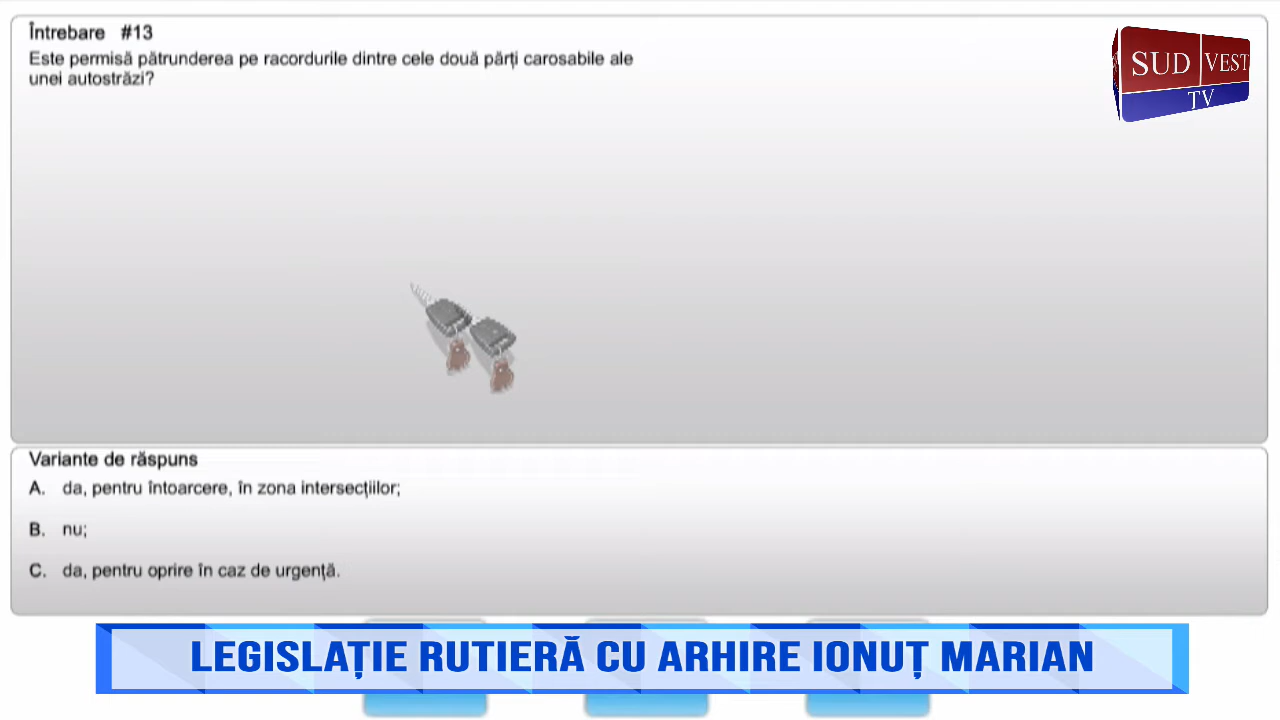 Întrebare #13
Este permisă pătrunderea pe racordurile dintre cele două părți carosabile ale
unei autostrăzi?
SUD VEST
TV
Variante de răspuns
A. da, pentru întoarcere, în zona intersecțiilor;
B. nu;
C. da, pentru oprire în caz de urgență.
LEGISLAȚIE RUTIERĂ CU ARHIRE IONUȚ MARIAN